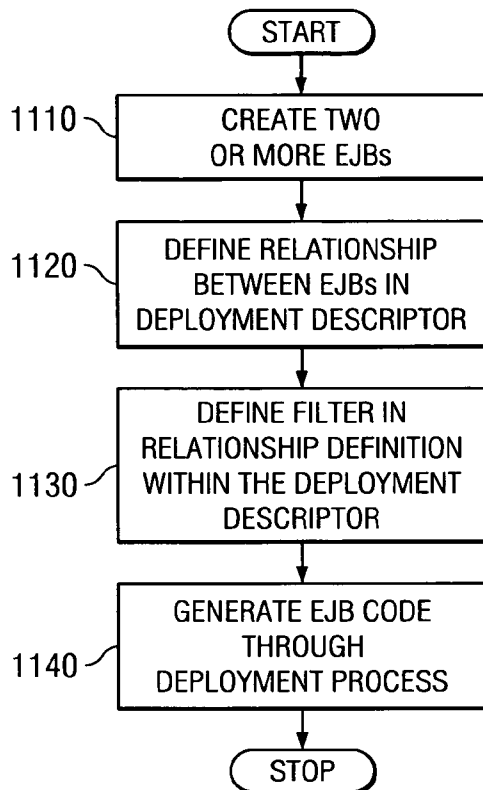 START
1110
CREATE TWO
OR MORE EJBs
1120
DEFINE RELATIONSHIP
BETWEEN EJBs IN
DEPLOYMENT DESCRIPTOR
1130
DEFINE FILTER IN
RELATIONSHIP DEFINITION
WITHIN THE DEPLOYMENT
DESCRIPTOR
1140
GENERATE EJB CODE
THROUGH
DEPLOYMENT PROCESS
STOP